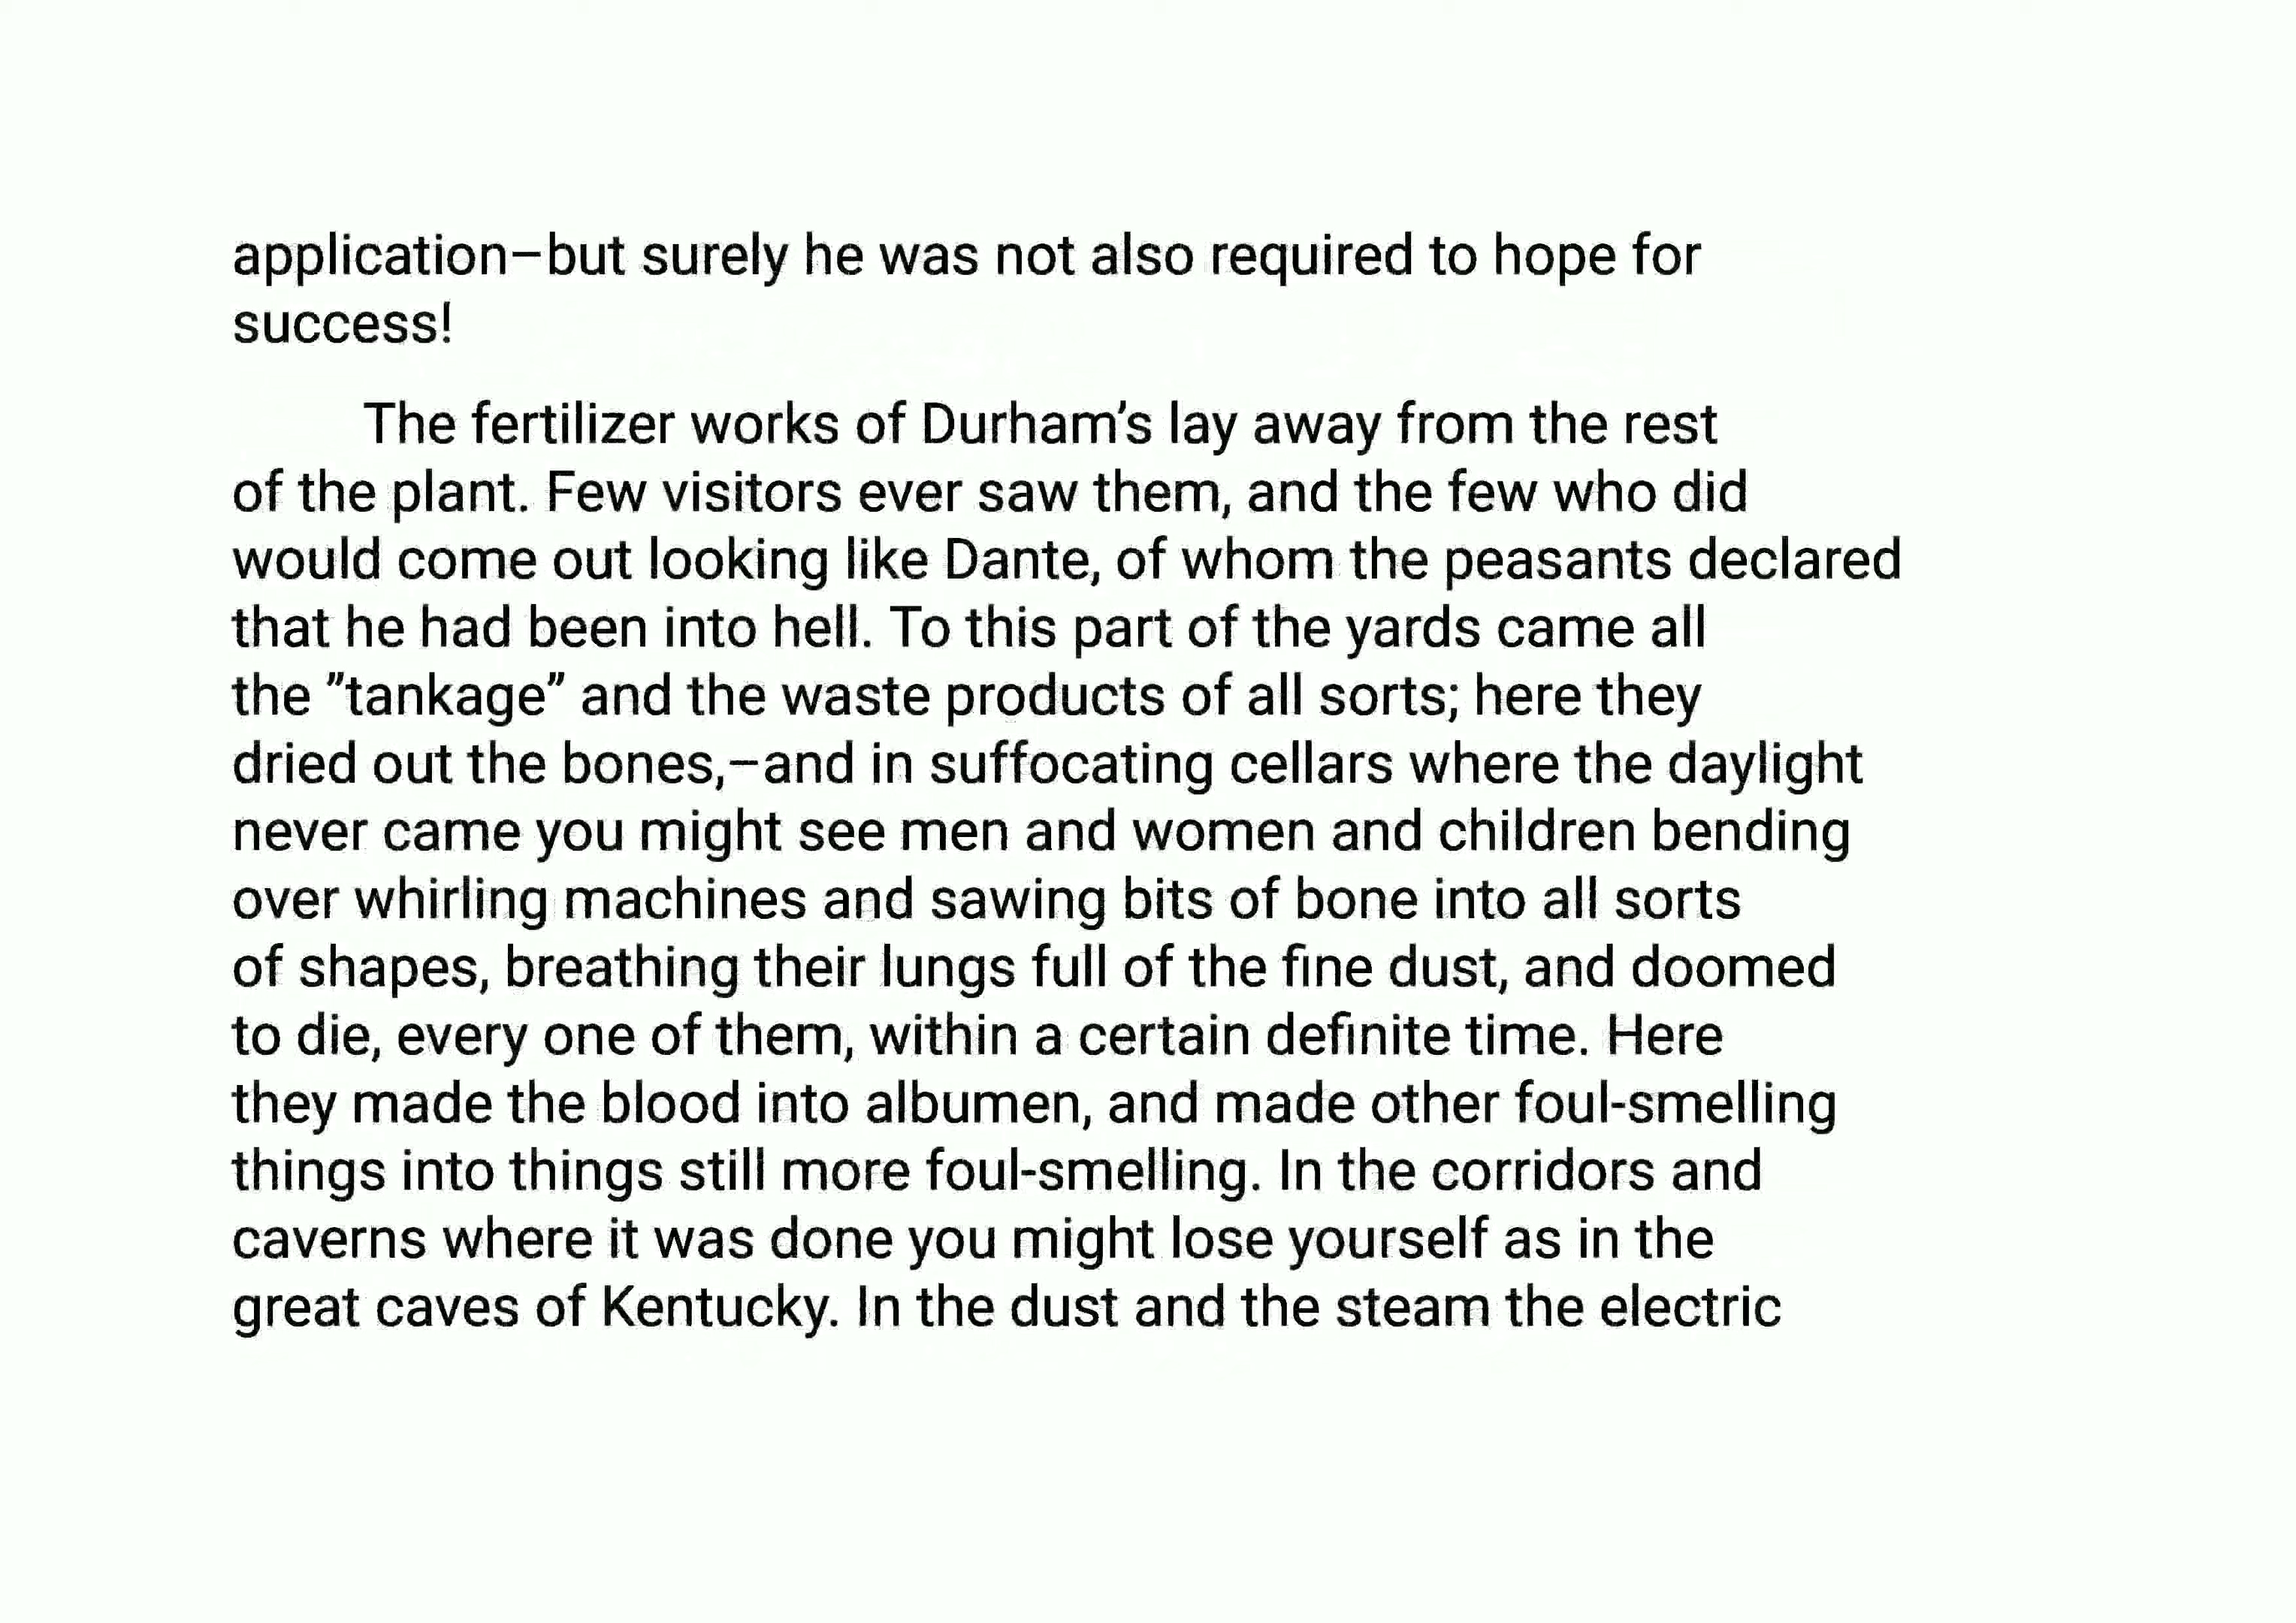 application–but surely he was not also required to hope for
success!
The fertilizer works of Durham's lay away from the rest
of the plant. Few visitors ever saw them, and the few who did
would come out looking like Dante, of whom the peasants declared
that he had been into hell. To this part of the yards came all
the "tankage" and the waste products of all sorts; here they
dried out the bones,–and in suffocating cellars where the daylight
never came you might see men and women and children bending
over whirling machines and sawing bits of bone into all sorts
of shapes, breathing their lungs full of the fine dust, and doomed
to die, every one of them, within a certain definite time. Here
they made the blood into albumen, and made other foul-smelling
things into things still more foul-smelling. In the corridors and
caverns where it was done you might lose yourself as in the
great caves of Kentucky. In the dust and the steam the electric